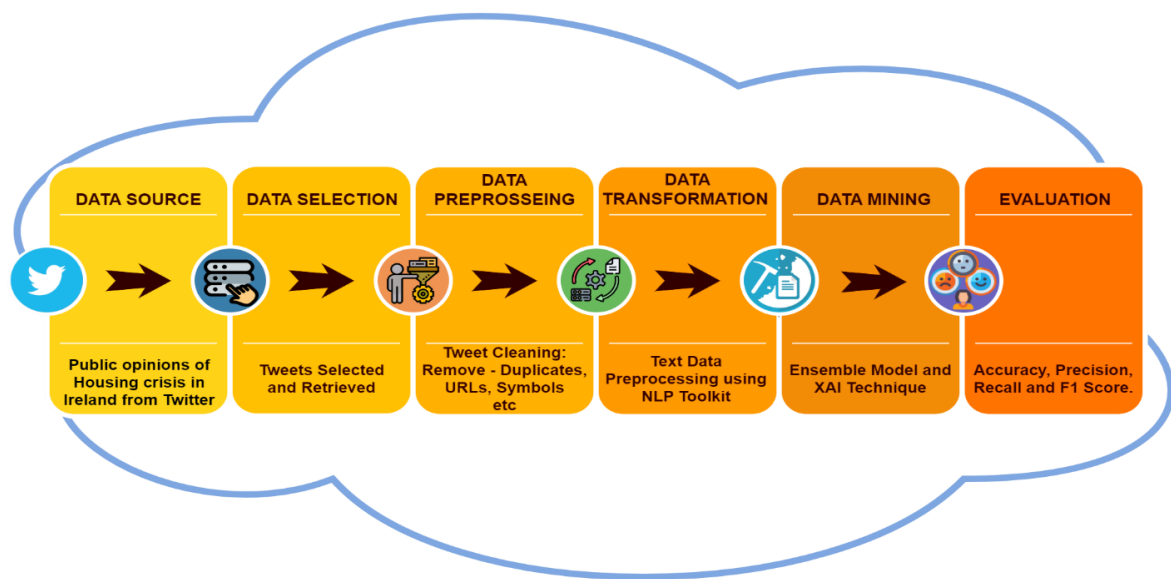 DATA SOURCE
Public opinions of
Housing crisis in
Ireland from Twitter
DATA SELECTION
Tweets Selected
and Retrieved
DATA
PREPROSSEING
Tweet Cleaning:
Remove - Duplicates,
URLs, Symbols
etc
DATA
TRANSFORMATION
Text Data
Preprocessing using
NLP Toolkit
DATA MINING
Ensemble Model and
XAI Technique
EVALUATION
Accuracy, Precision,
Recall and F1 Score.